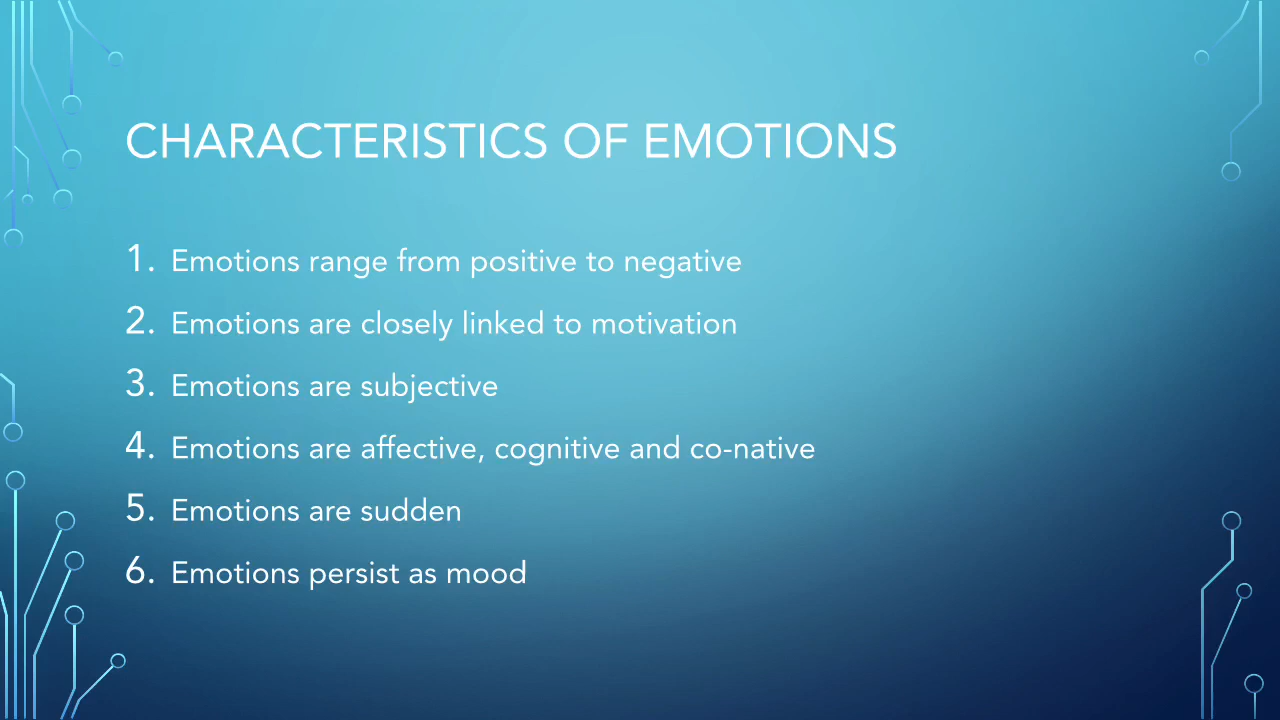 CHARACTERISTICS OF EMOTIONS
1. Emotions range from positive to negative
2. Emotions are closely linked to motivation
3. Emotions are subjective
4. Emotions are affective, cognitive and co-native
5. Emotions are sudden
6. Emotions persist as mood